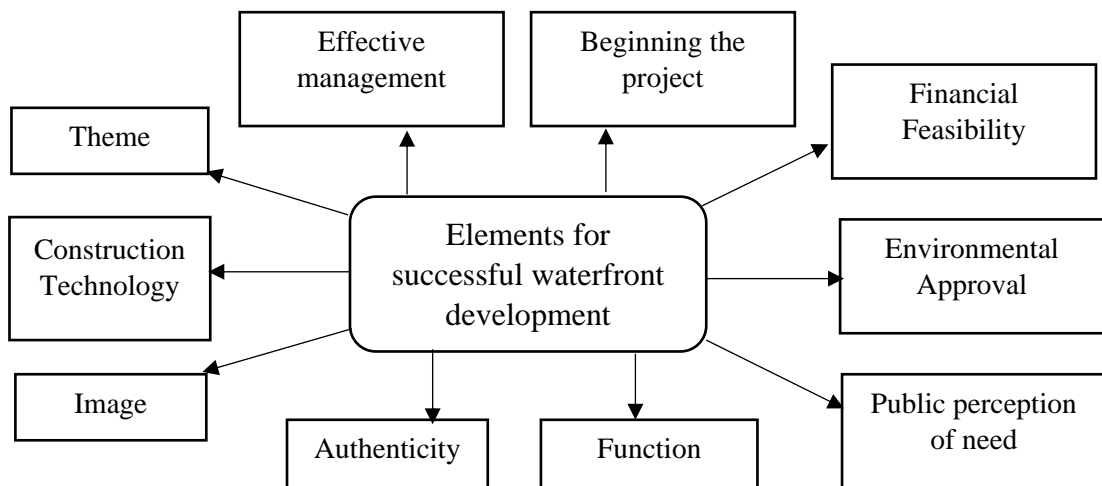 Effective
management
Beginning the
project
Financial
Feasibility
Theme
Elements for
successful waterfront
development
Construction
Technology
Environmental
Approval
Image
Public perception
of need
Authenticity
Function